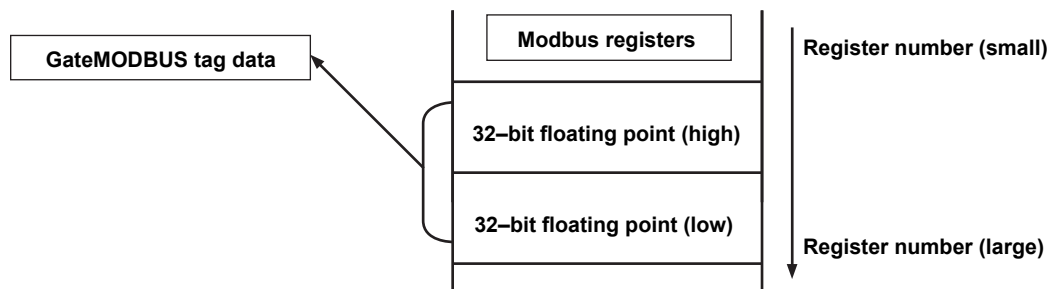 Modbus registers
Register number (small)
GateMODBUS tag data
32–bit floating point (high)
32–bit floating point (low)
Register number (large)